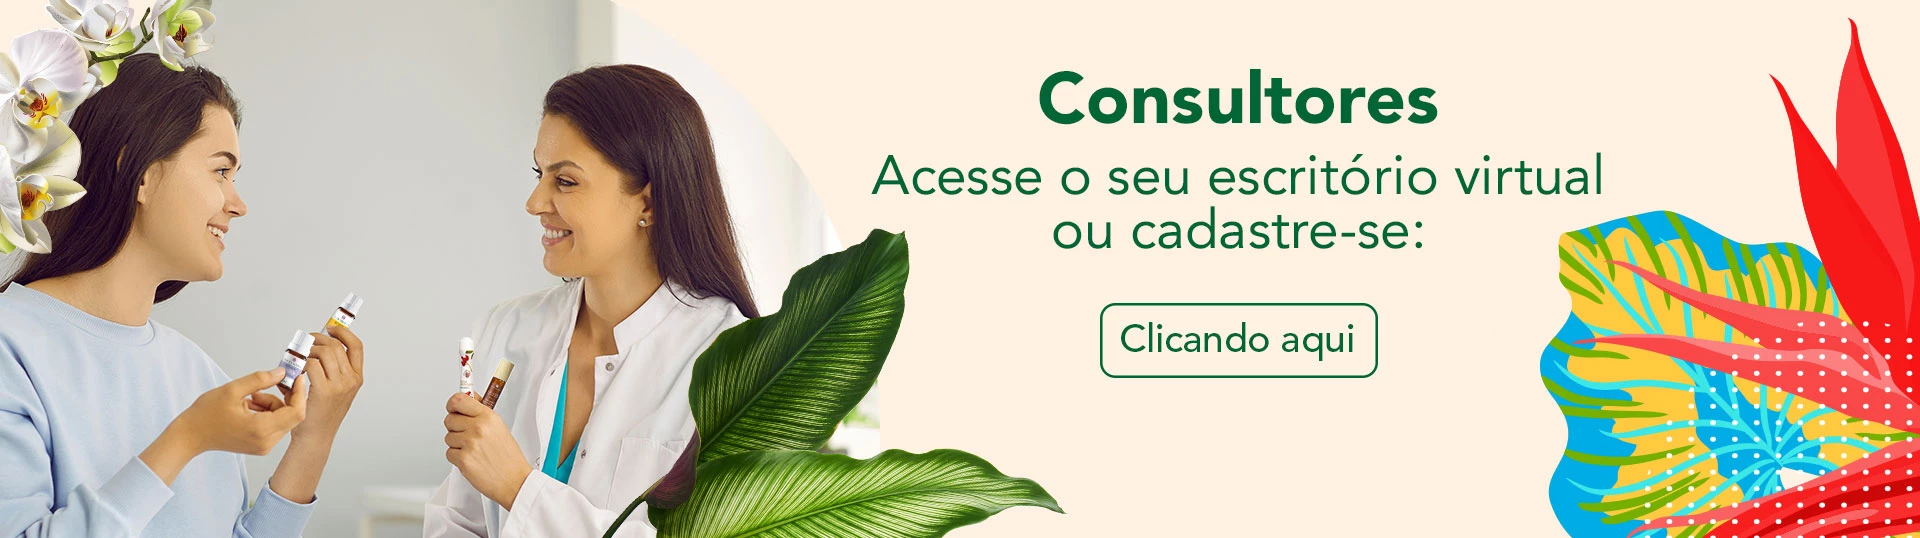 Consultores
Acesse o seu escritório virtual
ou cadastre-se:
Clicando aqui